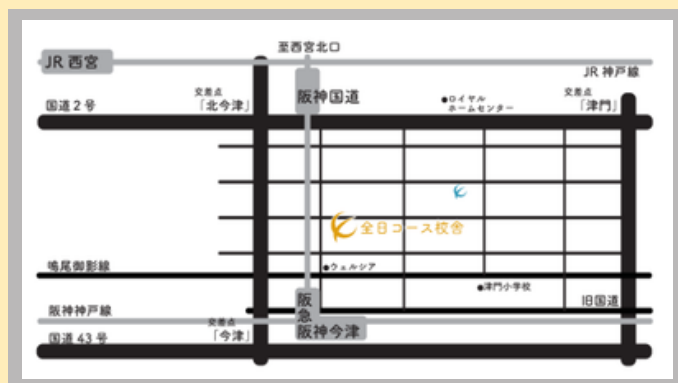 至西宮北口
JR 西宮
JR 神戸線
国道2号
交差点
「北今津」
阪神国道
●ロイヤル
ホームセンター
交差点
「津門」
全日コース校舎
鳴尾御影線
●ウェルシア
●津門小学校
旧国道
阪神神戸線
阪急
阪神今津
交差点
「今津」
国道 43 号